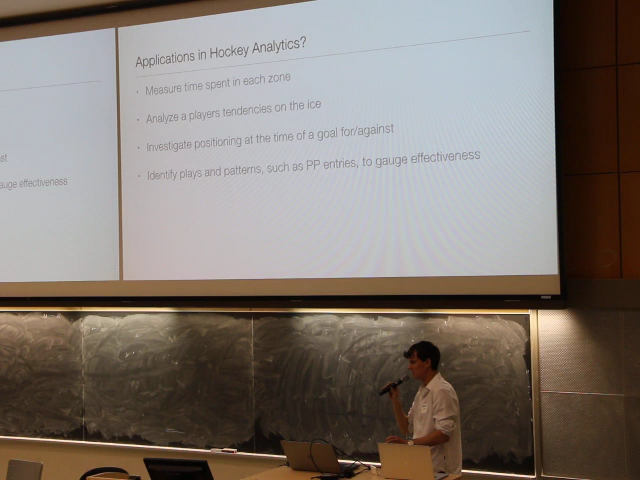 Applications in Hockey Analytics?
Measure time spent in each zone
Analyze a players tendencies on the ice
Investigate positioning at the time of a goal for/against
Identify plays and patterns, such as PP entries, to gauge effectiveness
auge effectiveness